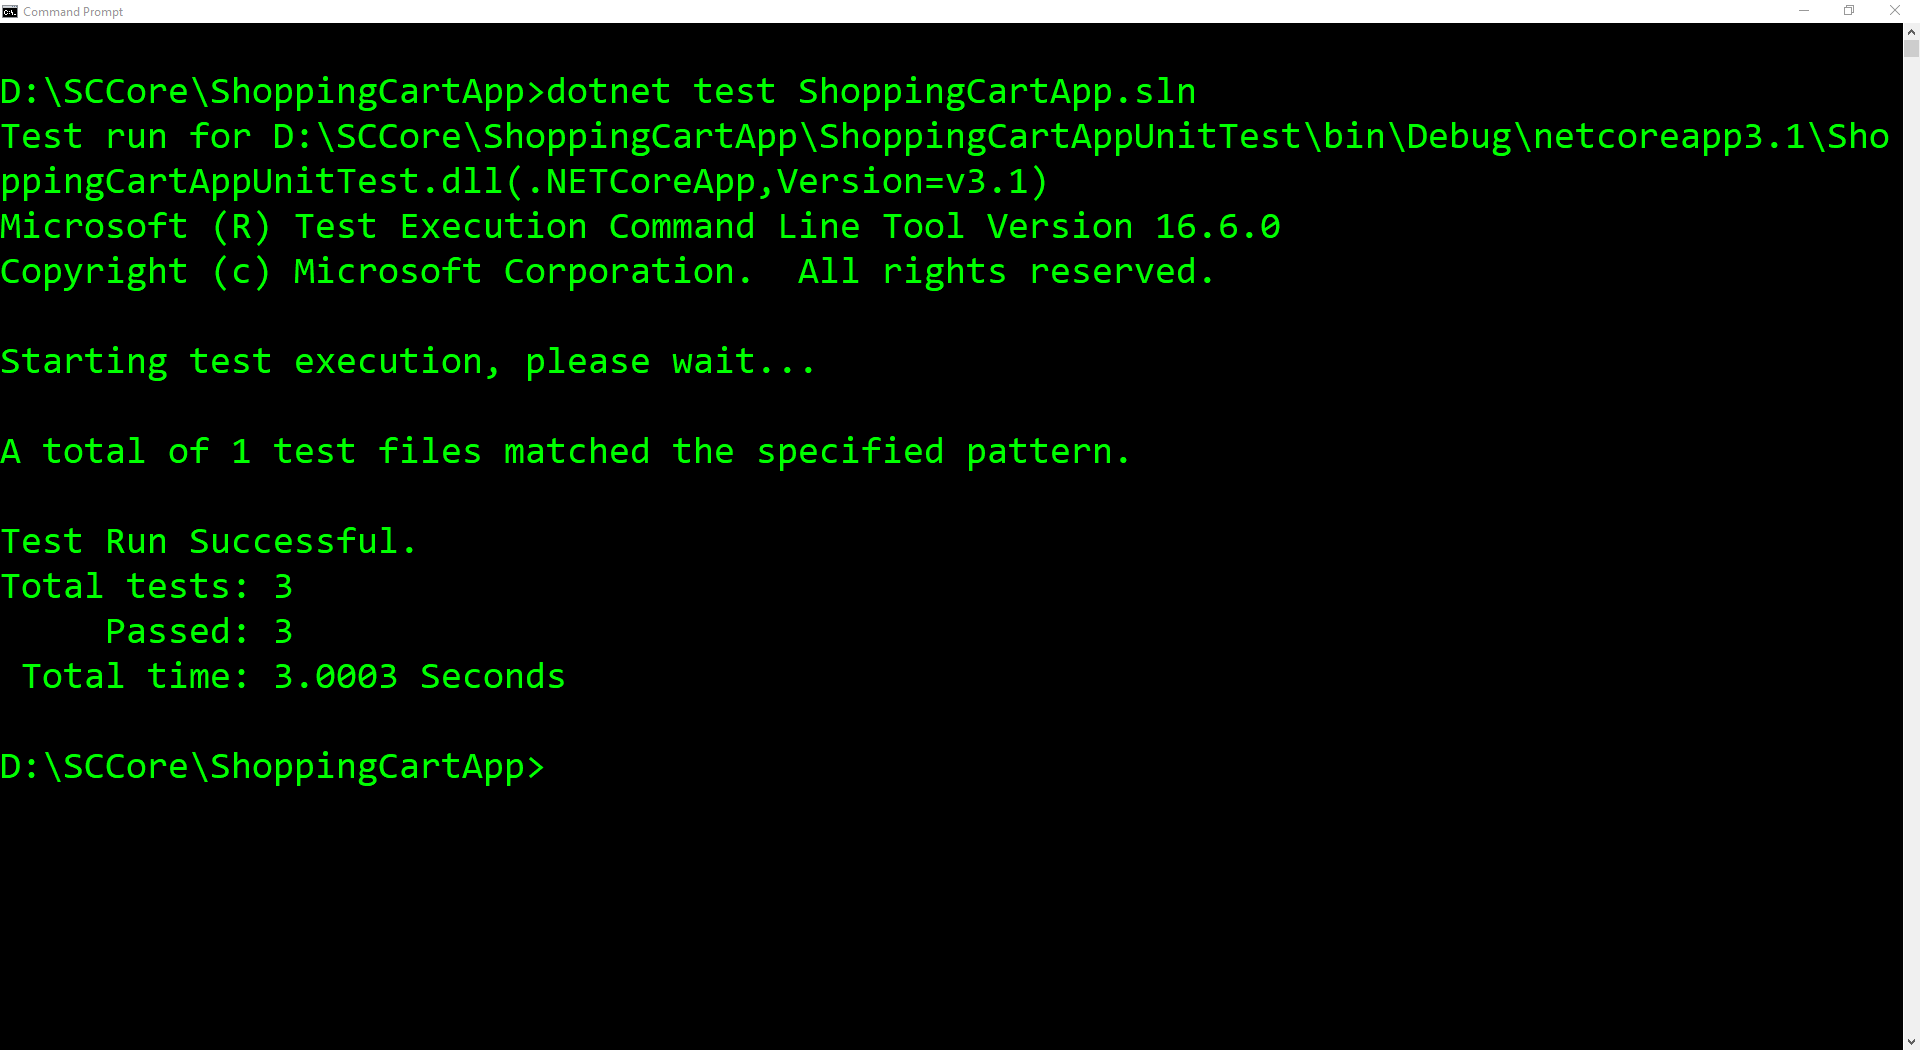 Command Prompt
D:\SCCore\ShoppingCartApp>dotnet test ShoppingCartApp.sln
Test run for D:\SCCore\ShoppingCartApp\ShoppingCartAppUnitTest\bin\Debug\netcoreapp3.1\Sho
ppingCartAppUnitTest.dll(.NETCoreApp,Version=v3.1)
Microsoft (R) Test Execution Command Line Tool Version 16.6.0
Copyright (c) Microsoft Corporation.  All rights reserved.
Starting test execution, please wait...
A total of 1 test files matched the specified pattern.
Test Run Successful.
Total tests: 3
     Passed: 3
 Total time: 3.0003 Seconds
D:\SCCore\ShoppingCartApp>